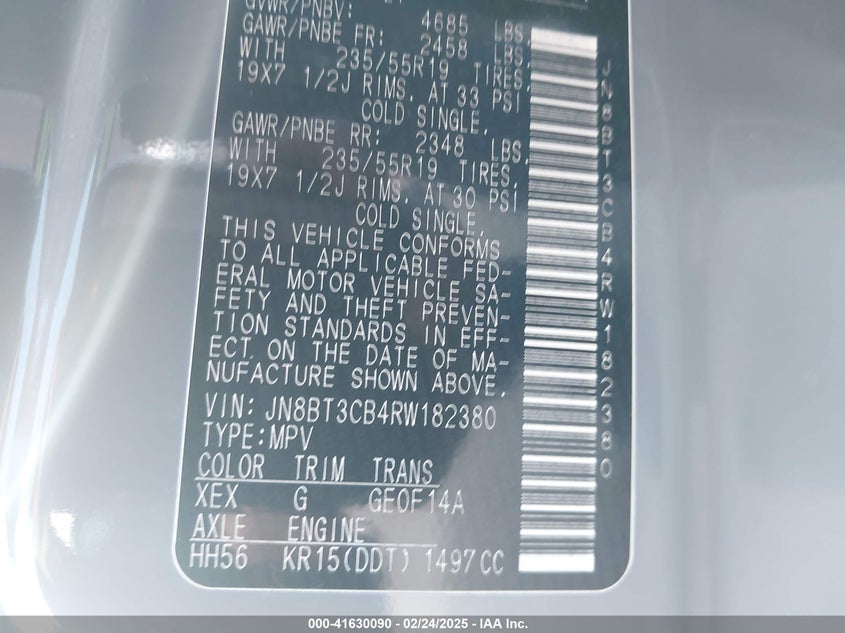 GVWR/PNBV: 4685 LBS
GAWR/PNBE FR: 2458 LBS
WITH 235/55R19 TIRES,
19X7 1/2J RIMS, AT 33 PSI
COLD SINGLE,
GAWR/PNBE RR: 2348 LBS,
WITH 235/55R19 TIRES,
19X7 1/2J RIMS, AT 30 PSI
COLD SINGLE,
THIS VEHICLE CONFORMS
TO ALL APPLICABLE FED-
ERAL MOTOR VEHICLE SA-
FETY AND THEFT PREVEN-
TION STANDARDS IN EFF-
ECT. ON THE DATE OF MA-
NUFACTURE SHOWN ABOVE.
VIN: JN8BT3CB4RW182380
TYPE:MPV
COLOR TRIM TRANS
XEX G GE0F14A
AXLE ENGINE
HH56 KR15(DDT) 1497CC
JN8BT3CB4RW182380
000-41630090 - 02/24/2025 - IAA Inc.